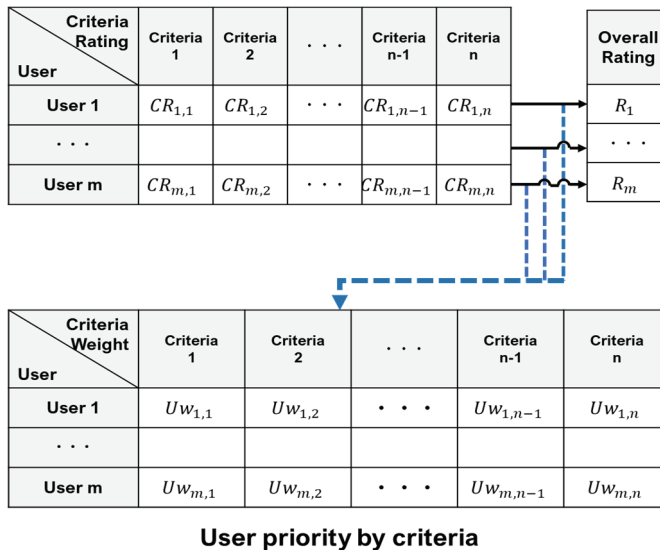 Criteria Rating User Criteria 1 Criteria 2 · · · Criteria n-1 Criteria n Overall Rating
User 1 CR1,1 CR1,2 · · · CR1,n−1 CR1,n R1
· · · · · ·
User m CRm,1 CRm,2 · · · CRm,n−1 CRm,n Rm
Criteria Weight User Criteria 1 Criteria 2 · · · Criteria n-1 Criteria n
User 1 Uw1,1 Uw1,2 · · · Uw1,n−1 Uw1,n
· · ·
User m Uwm,1 Uwm,2 · · · Uwm,n−1 Uwm,n
User priority by criteria